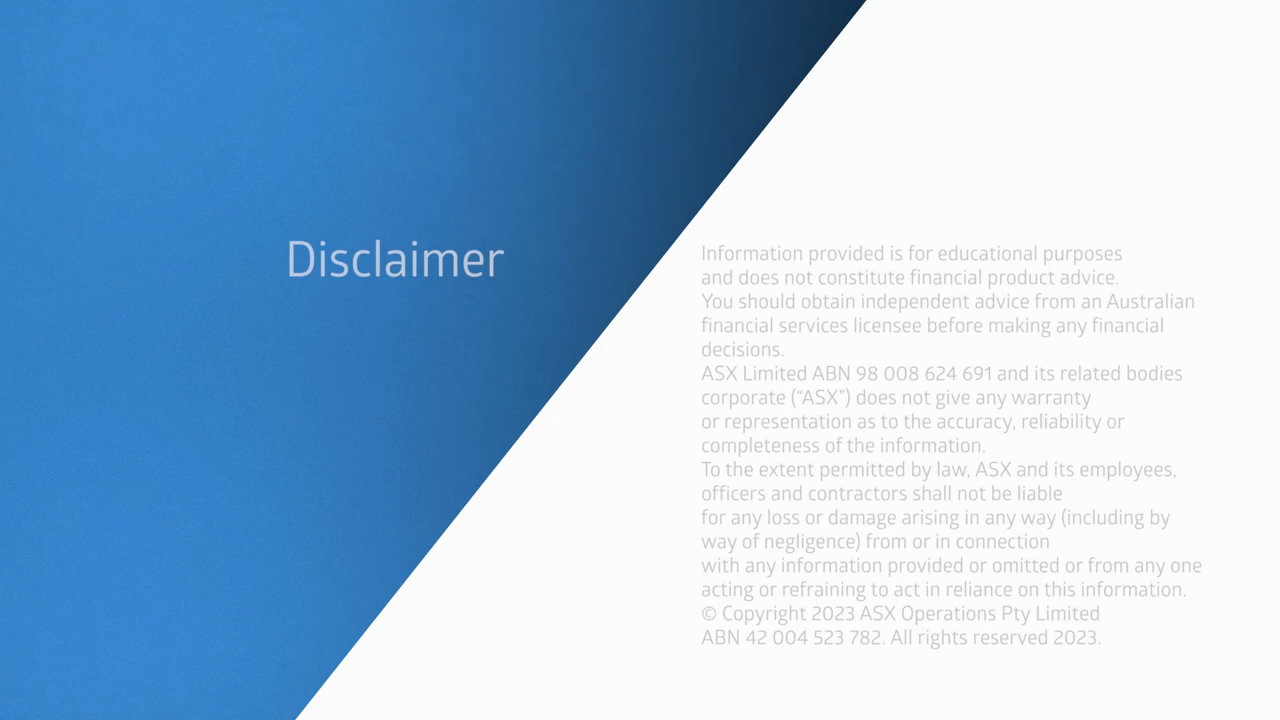 Disclaimer
Information provided is for educational purposes
and does not constitute financial product advice.
You should obtain independent advice from an Australian
financial services licensee before making any financial
decisions.
ASX Limited ABN 98 008 624 691 and its related bodies
corporate (“ASX”) does not give any warranty
or representation as to the accuracy, reliability or
completeness of the information.
To the extent permitted by law, ASX and its employees,
officers and contractors shall not be liable
for any loss or damage arising in any way (including by
way of negligence) from or in connection
with any information provided or omitted or from any one
acting or refraining to act in reliance on this information.
© Copyright 2023 ASX Operations Pty Limited
ABN 42 004 523 782. All rights reserved 2023.